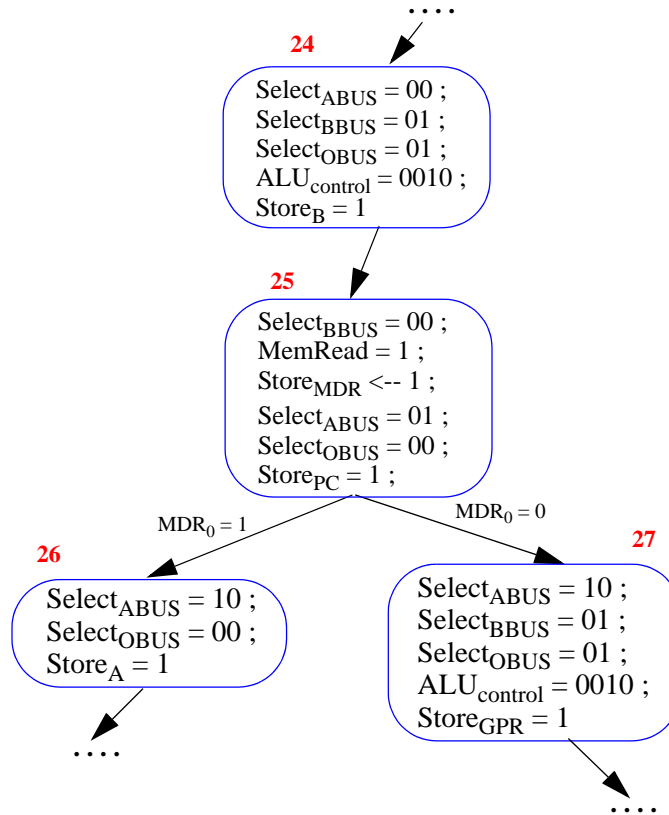 ....
24
Select_ABUS = 00 ;
Select_BBUS = 01 ;
Select_OBUS = 01 ;
ALU_control = 0010 ;
Store_B = 1
25
Select_BBUS = 00 ;
MemRead = 1 ;
Store_MDR <-- 1 ;
Select_ABUS = 01 ;
Select_OBUS = 00 ;
Store_PC = 1 ;
MDR_0 = 1
MDR_0 = 0
26
Select_ABUS = 10 ;
Select_OBUS = 00 ;
Store_A = 1
....
27
Select_ABUS = 10 ;
Select_BBUS = 01 ;
Select_OBUS = 01 ;
ALU_control = 0010 ;
Store_GPR = 1
....